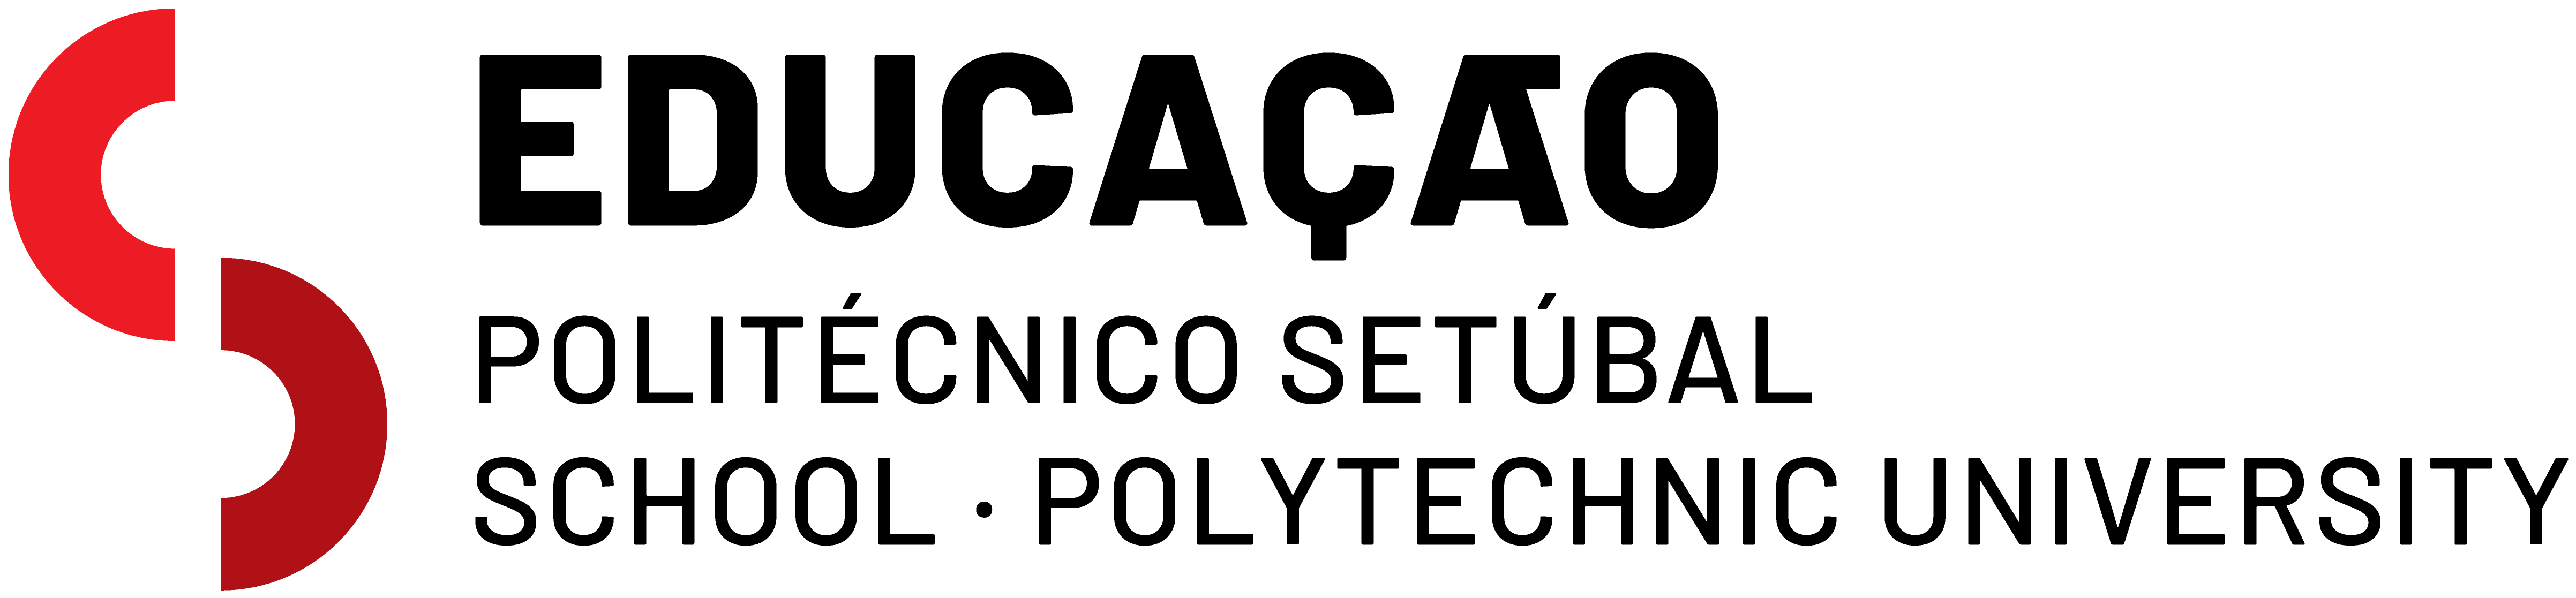 EDUCAÇÃO
POLITÉCNICO SETÚBAL
SCHOOL · POLYTECHNIC UNIVERSITY